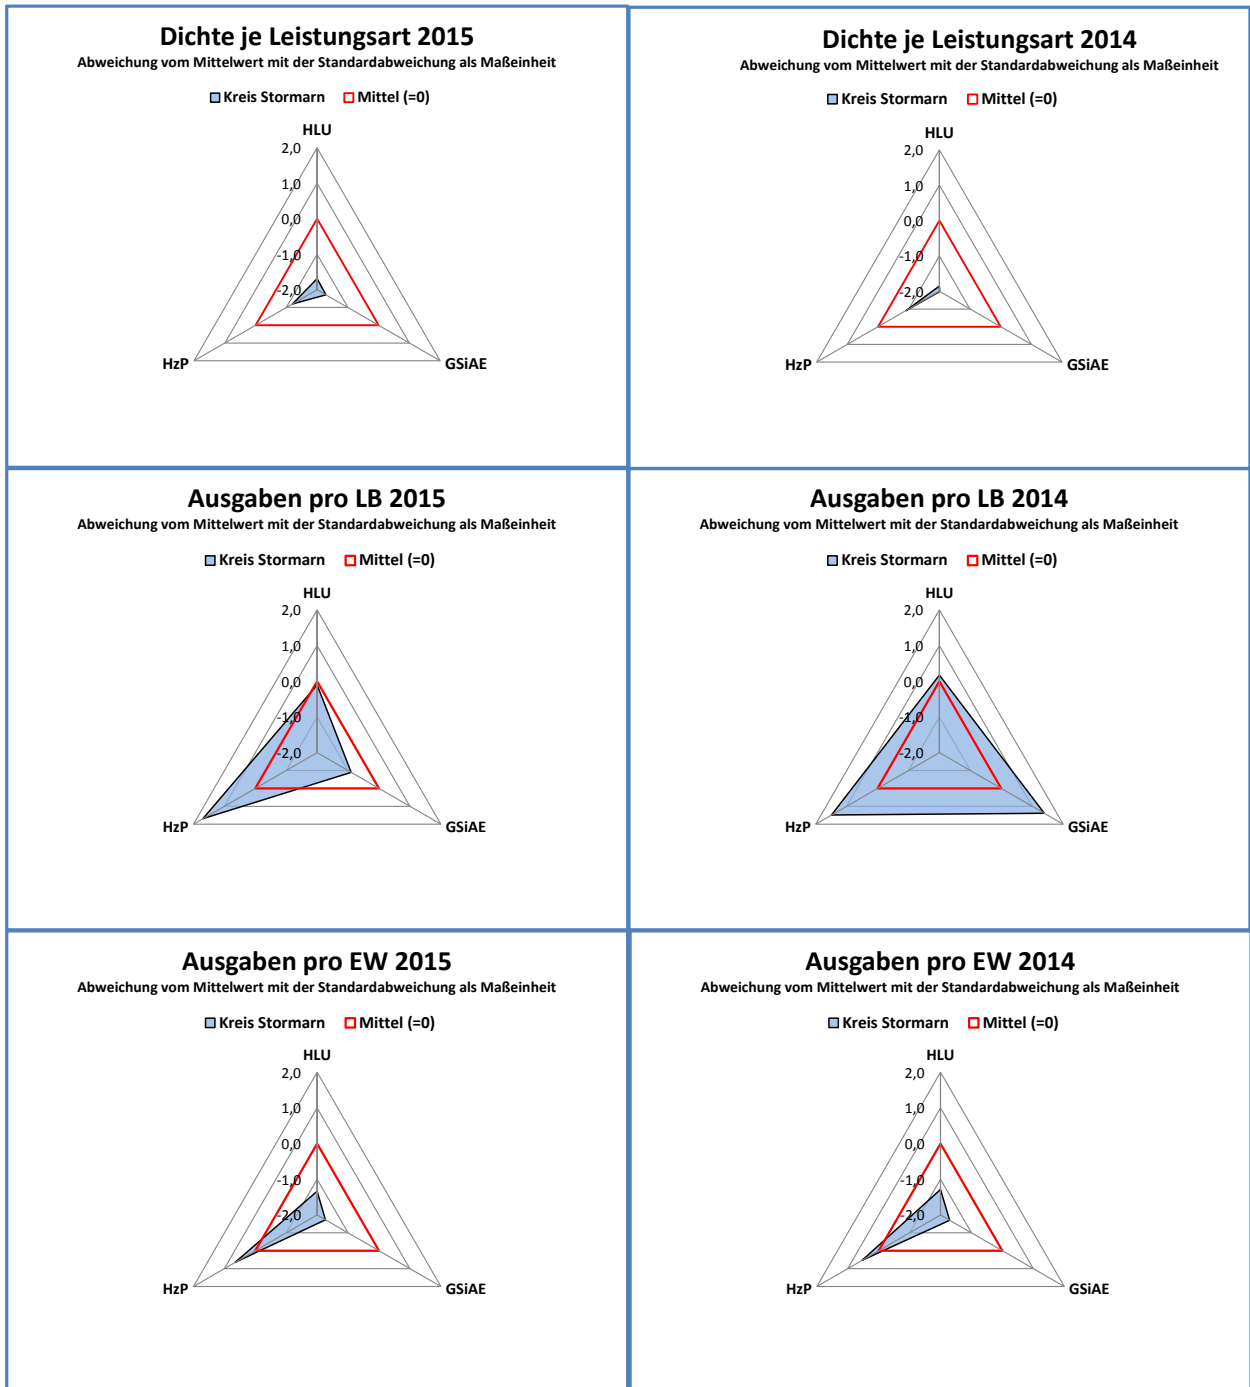 Dichte je Leistungsart 2015
Abweichung vom Mittelwert mit der Standardabweichung als Maßeinheit
Kreis Stormarn Mittel (=0)
HLU
2,0
1,0
0,0
-1,0
-2,0
HzP GSiAE
Dichte je Leistungsart 2014
Abweichung vom Mittelwert mit der Standardabweichung als Maßeinheit
Kreis Stormarn Mittel (=0)
HLU
2,0
1,0
0,0
-1,0
-2,0
HzP GSiAE
Ausgaben pro LB 2015
Abweichung vom Mittelwert mit der Standardabweichung als Maßeinheit
Kreis Stormarn Mittel (=0)
HLU
2,0
1,0
0,0
-1,0
-2,0
HzP GSiAE
Ausgaben pro LB 2014
Abweichung vom Mittelwert mit der Standardabweichung als Maßeinheit
Kreis Stormarn Mittel (=0)
HLU
2,0
1,0
0,0
-1,0
-2,0
HzP GSiAE
Ausgaben pro EW 2015
Abweichung vom Mittelwert mit der Standardabweichung als Maßeinheit
Kreis Stormarn Mittel (=0)
HLU
2,0
1,0
0,0
-1,0
-2,0
HzP GSiAE
Ausgaben pro EW 2014
Abweichung vom Mittelwert mit der Standardabweichung als Maßeinheit
Kreis Stormarn Mittel (=0)
HLU
2,0
1,0
0,0
-1,0
-2,0
HzP GSiAE